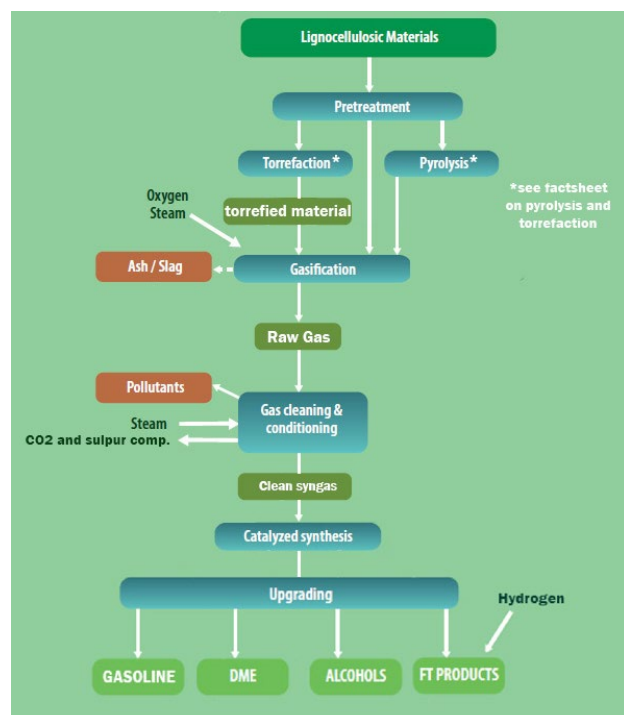 Lignocellulosic Materials
Pretreatment
Torrefaction*
Pyrolysis*
*see factsheet
on pyrolysis and
torrefaction
Oxygen
Steam
torrefied material
Ash / Slag
Gasification
Raw Gas
Pollutants
Gas cleaning &
conditioning
Steam
CO2 and sulpur comp.
Clean syngas
Catalyzed synthesis
Upgrading
Hydrogen
GASOLINE
DME
ALCOHOLS
FT PRODUCTS